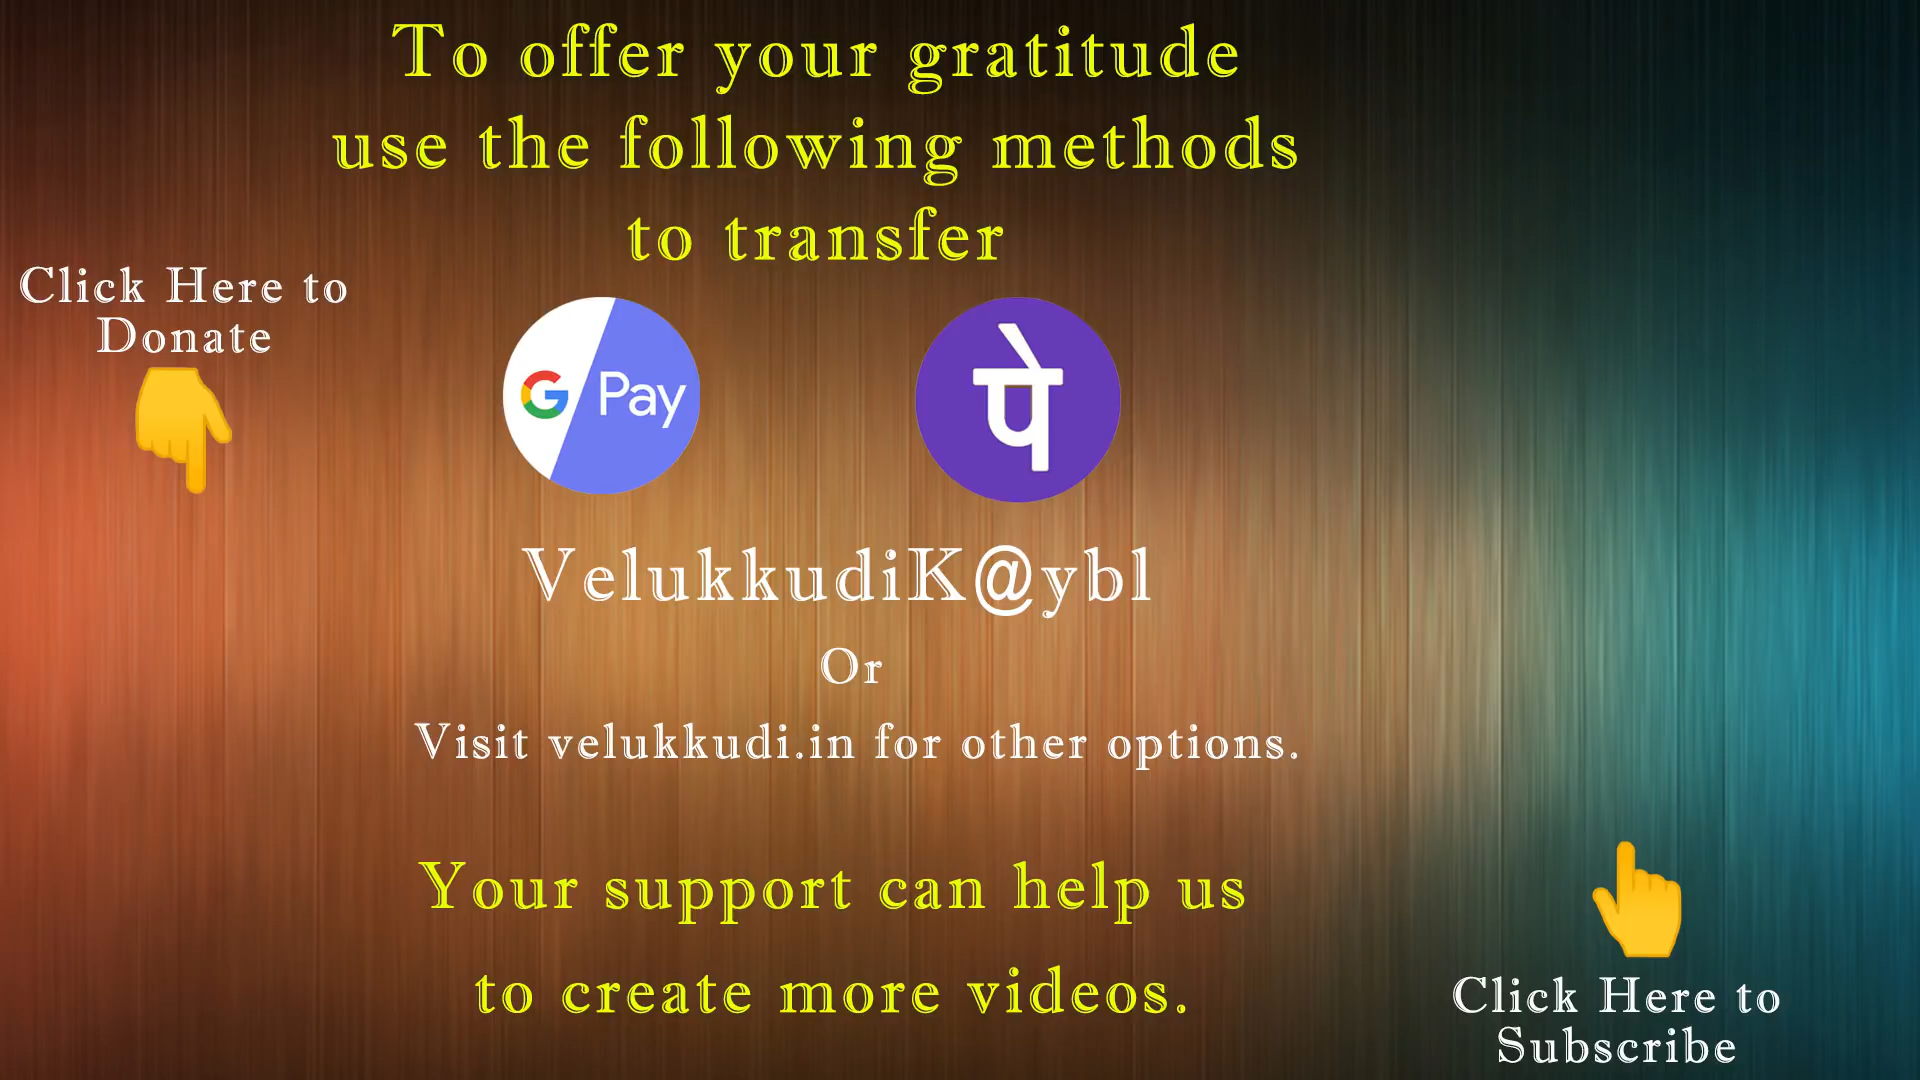 To offer your gratitude
use the following methods
to transfer
Click Here to
Donate
G Pay
पे
VelukkudiK@ybl
Or
Visit velukkudi.in for other options.
Your support can help us
to create more videos.
Click Here to
Subscribe